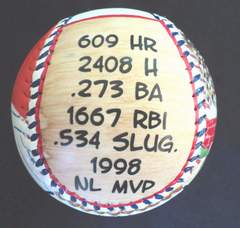 609 HR
2408 H
.273 BA
1667 RBI
.534 SLUG.
1998
NL MVP